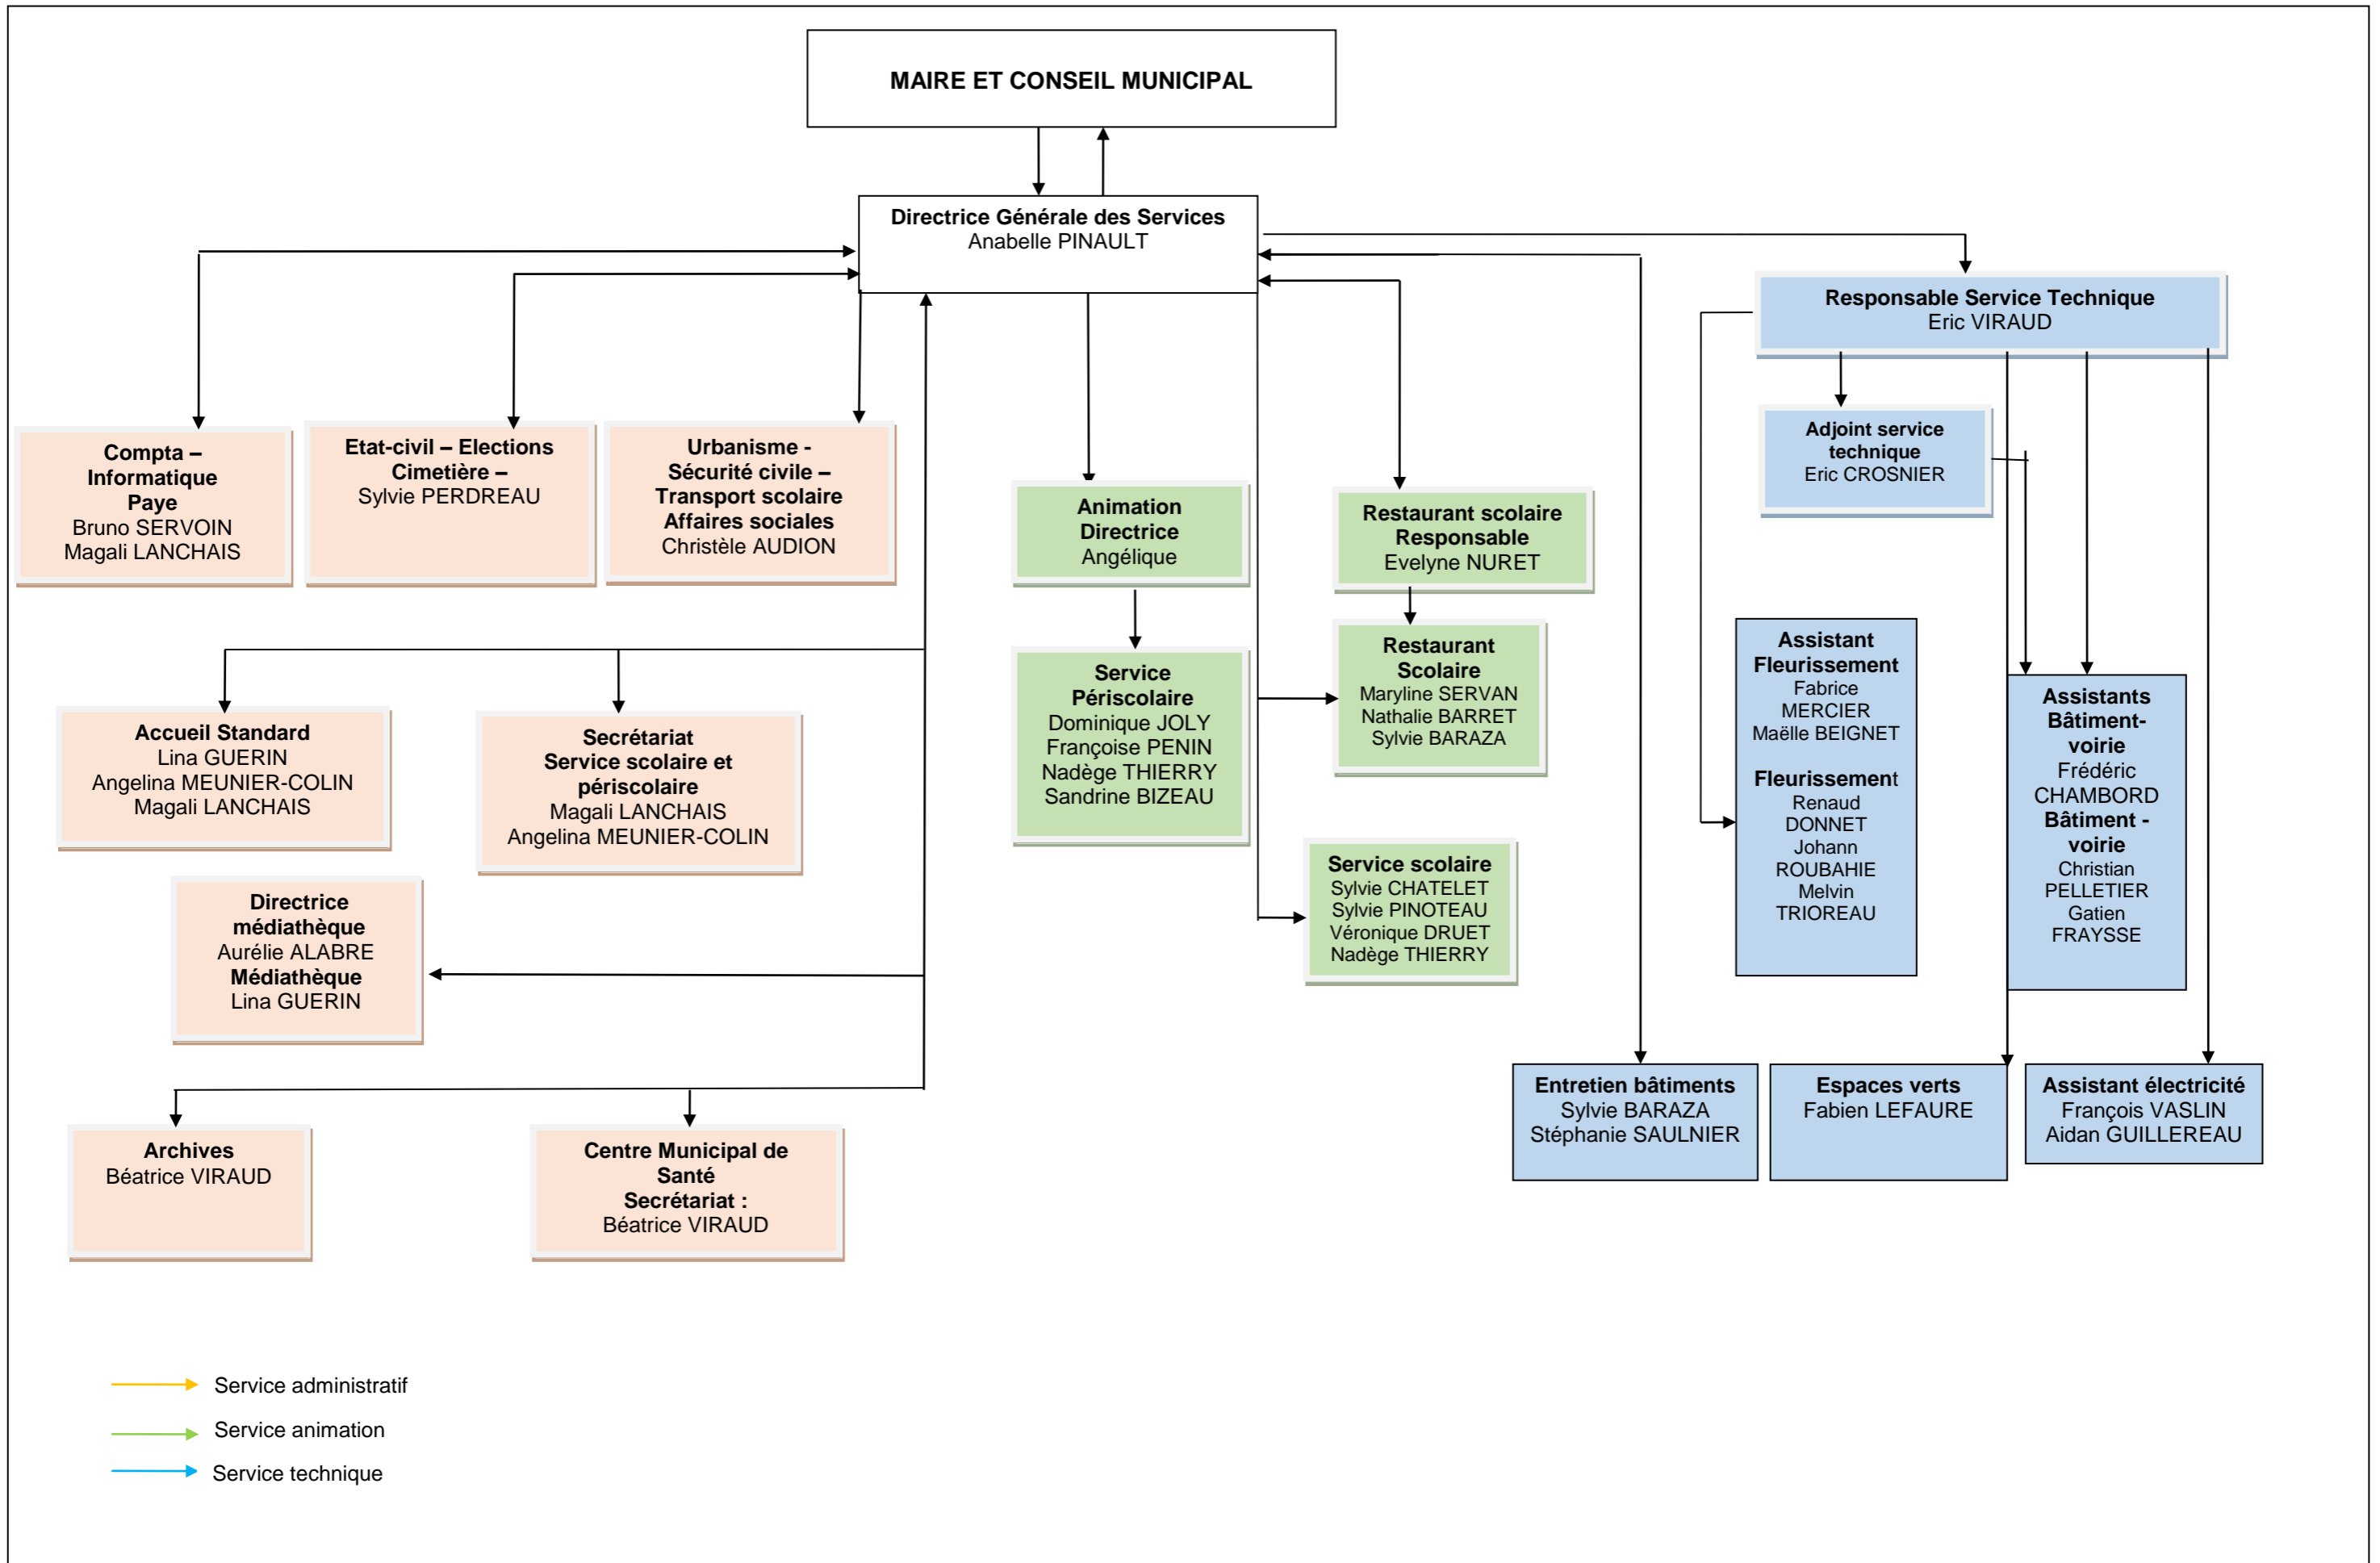 MAIRE ET CONSEIL MUNICIPAL
Directrice Générale des Services
Anabelle PINAULT
Responsable Service Technique
Eric VIRAUD
Compta –
Informatique
Paye
Bruno SERVOIN
Magali LANCHAIS
Etat-civil – Elections
Cimetière –
Sylvie PERDREAU
Urbanisme -
Sécurité civile –
Transport scolaire
Affaires sociales
Christèle AUDION
Animation
Directrice
Angélique
Restaurant scolaire
Responsable
Evelyne NURET
Adjoint service
technique
Eric CROSNIER
Accueil Standard
Lina GUERIN
Angelina MEUNIER-COLIN
Magali LANCHAIS
Secrétariat
Service scolaire et
périscolaire
Magali LANCHAIS
Angelina MEUNIER-COLIN
Service
Périscolaire
Dominique JOLY
Françoise PENIN
Nadège THIERRY
Sandrine BIZEAU
Restaurant
Scolaire
Maryline SERVAN
Nathalie BARRET
Sylvie BARAZA
Assistant
Fleurissement
Fabrice
MERCIER
Maëlle BEIGNET
Fleurissement
Renaud
DONNET
Johann
ROUBAHIE
Melvin
TRIOREAU
Assistants
Bâtiment-
voirie
Frédéric
CHAMBORD
Bâtiment -
voirie
Christian
PELLETIER
Gatien
FRAYSSE
Directrice
médiathèque
Aurélie ALABRE
Médiathèque
Lina GUERIN
Service scolaire
Sylvie CHATELET
Sylvie PINOTEAU
Véronique DRUET
Nadège THIERRY
Entretien bâtiments
Sylvie BARAZA
Stéphanie SAULNIER
Espaces verts
Fabien LEFAURE
Assistant électricité
François VASLIN
Aidan GUILLEREAU
Archives
Béatrice VIRAUD
Centre Municipal de
Santé
Secrétariat :
Béatrice VIRAUD
Service administratif
Service animation
Service technique